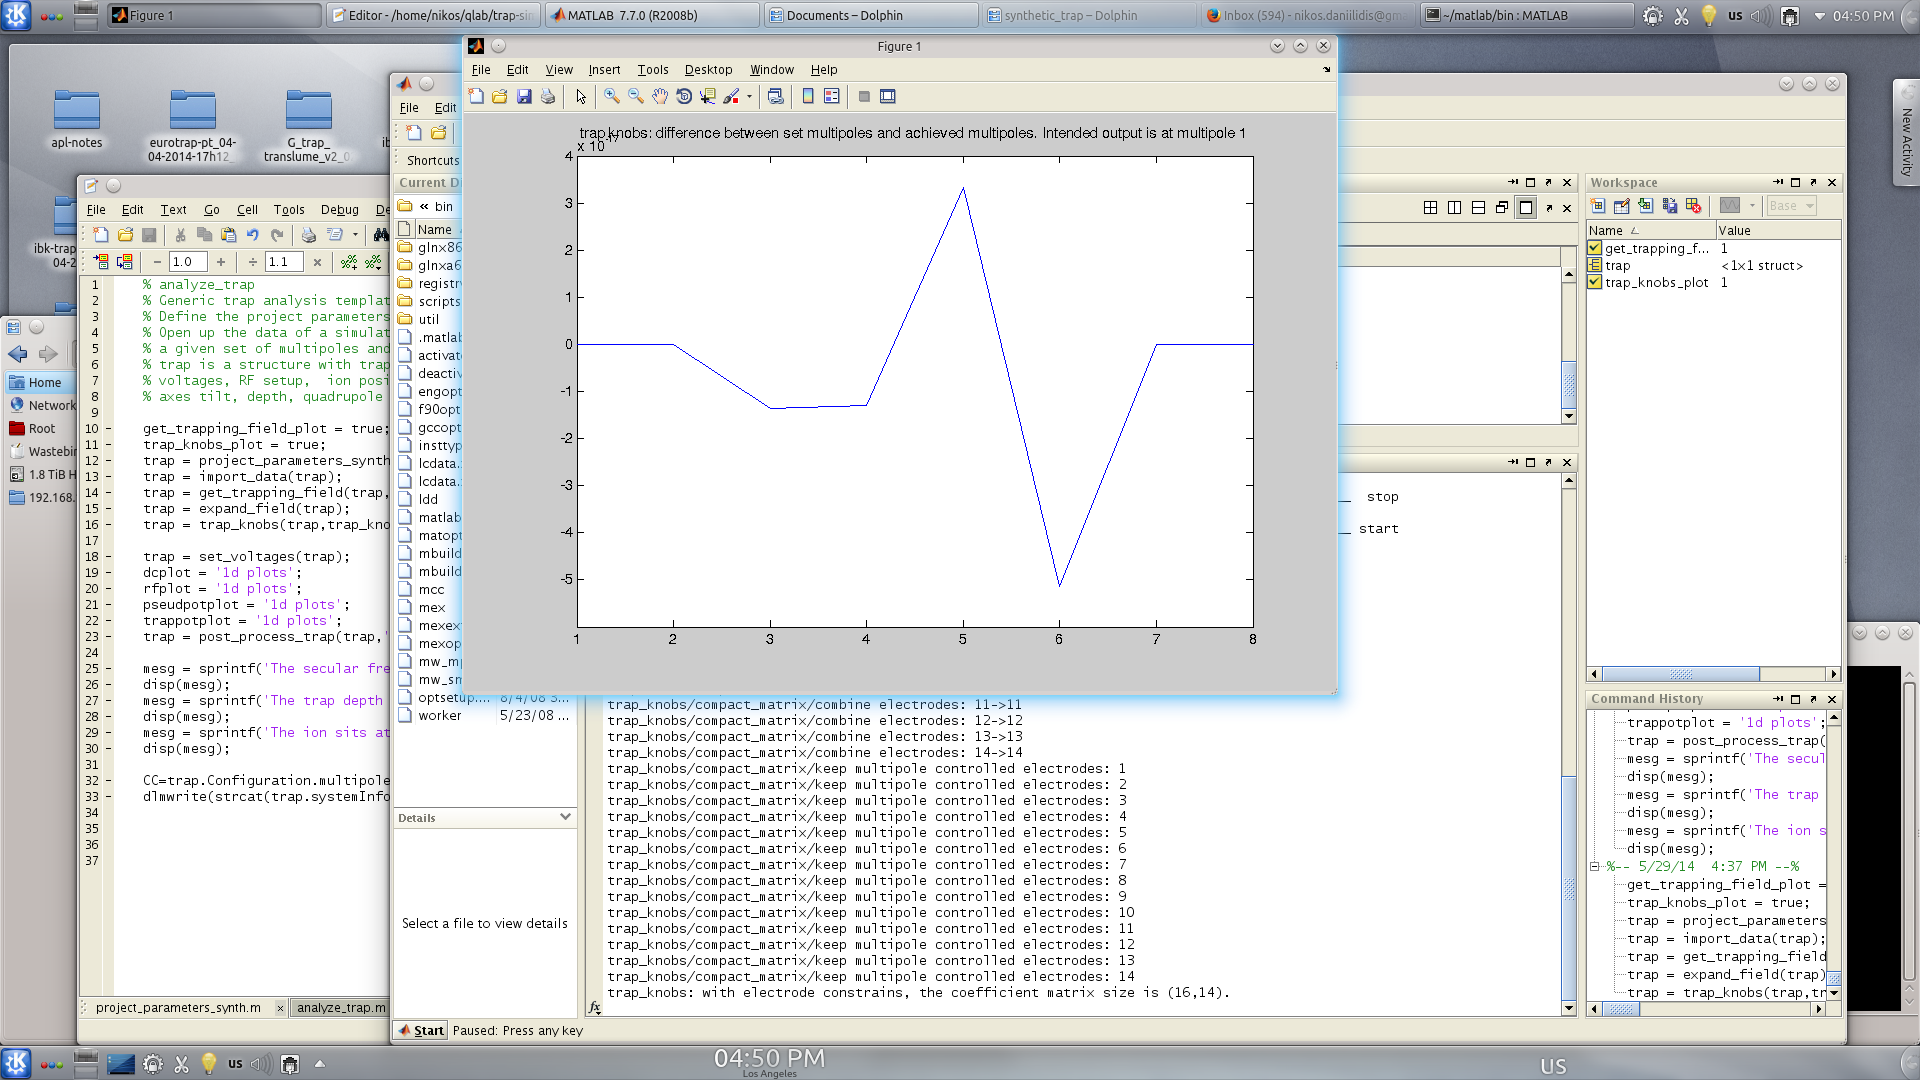 Figure 1
Editor - /home/nikos/qlab/trap-si
MATLAB 7.7.0 (R2008b)
Documents – Dolphin
synthetic_trap – Dolphin
Inbox (594) - nikos.daniilidis@gm
~/matlab/bin : MATLAB
us
04:50 PM
apl-notes
eurotrap-pt_04-
04-2014-17h12_
G_trap_
translume_v2_0
ibk-trap
04-2
New Activity
Figure 1
File Edit View Insert Tools Desktop Window Help
trap_knobs: difference between set multipoles and achieved multipoles. Intended output is at multipole 1
4
3
2
1
0
-1
-2
-3
-4
-5
1 2 3 4 5 6 7 8
File Edit
Shortcuts
Current D
« bin
Name
glnx86
glnxa6
registry
scripts
util
.matlab
activate
deactiv
engopt
f90opt
gccopt
insttyp
lcdata.
lcdata.
ldd
matlab
matopt
mbuild
mbuild
mcc
mex
mexext
mexop
mw_m
mw_sm
optsetup.... 8/4/08 3...
worker 5/23/08 ...
Details
Select a file to view details
Start Paused: Press any key
Home
Network
Root
Wastebin
1.8 TiB H
192.168.
File Edit Text Go Cell Tools Debug De
1.0
1.1
1 % analyze_trap
2 % Generic trap analysis templat
3 % Define the project parameters
4 % Open up the data of a simulat
5 % a given set of multipoles and
6 % trap is a structure with trap
7 % voltages, RF setup, ion posi
8 % axes tilt, depth, quadrupole
9
10 - get_trapping_field_plot = true;
11 - trap_knobs_plot = true;
12 - trap = project_parameters_synth
13 - trap = import_data(trap);
14 - trap = get_trapping_field(trap,
15 - trap = expand_field(trap);
16 - trap = trap_knobs(trap,trap_kno
17
18 - trap = set_voltages(trap);
19 - dcplot = '1d plots';
20 - rfplot = '1d plots';
21 - pseudpotplot = '1d plots';
22 - trappotplot = '1d plots';
23 - trap = post_process_trap(trap,'
24
25 - mesg = sprintf('The secular fre
26 - disp(mesg);
27 - mesg = sprintf('The trap depth
28 - disp(mesg);
29 - mesg = sprintf('The ion sits at
30 - disp(mesg);
31
32 - CC=trap.Configuration.multipole
33 - dlmwrite(strcat(trap.systemInfo
34
35
36
37
project_parameters_synth.m × analyze_trap.m
stop
start
trap_knobs/compact_matrix/combine electrodes: 11->11
trap_knobs/compact_matrix/combine electrodes: 12->12
trap_knobs/compact_matrix/combine electrodes: 13->13
trap_knobs/compact_matrix/combine electrodes: 14->14
trap_knobs/compact_matrix/keep multipole controlled electrodes: 1
trap_knobs/compact_matrix/keep multipole controlled electrodes: 2
trap_knobs/compact_matrix/keep multipole controlled electrodes: 3
trap_knobs/compact_matrix/keep multipole controlled electrodes: 4
trap_knobs/compact_matrix/keep multipole controlled electrodes: 5
trap_knobs/compact_matrix/keep multipole controlled electrodes: 6
trap_knobs/compact_matrix/keep multipole controlled electrodes: 7
trap_knobs/compact_matrix/keep multipole controlled electrodes: 8
trap_knobs/compact_matrix/keep multipole controlled electrodes: 9
trap_knobs/compact_matrix/keep multipole controlled electrodes: 10
trap_knobs/compact_matrix/keep multipole controlled electrodes: 11
trap_knobs/compact_matrix/keep multipole controlled electrodes: 12
trap_knobs/compact_matrix/keep multipole controlled electrodes: 13
trap_knobs/compact_matrix/keep multipole controlled electrodes: 14
trap_knobs: with electrode constrains, the coefficient matrix size is (16,14).
Workspace
Base
Name Value
get_trapping_f... 1
trap <1x1 struct>
trap_knobs_plot 1
Command History
trappotplot = '1d plots';
trap = post_process_trap(
mesg = sprintf('The secul
disp(mesg);
mesg = sprintf('The trap
disp(mesg);
mesg = sprintf('The ion s
disp(mesg);
%-- 5/29/14 4:37 PM --%
get_trapping_field_plot =
trap_knobs_plot = true;
trap = project_parameters
trap = import_data(trap);
trap = get_trapping_field
trap = expand_field(trap)
trap = trap_knobs(trap,tr
us
04:50 PM
Los Angeles
US